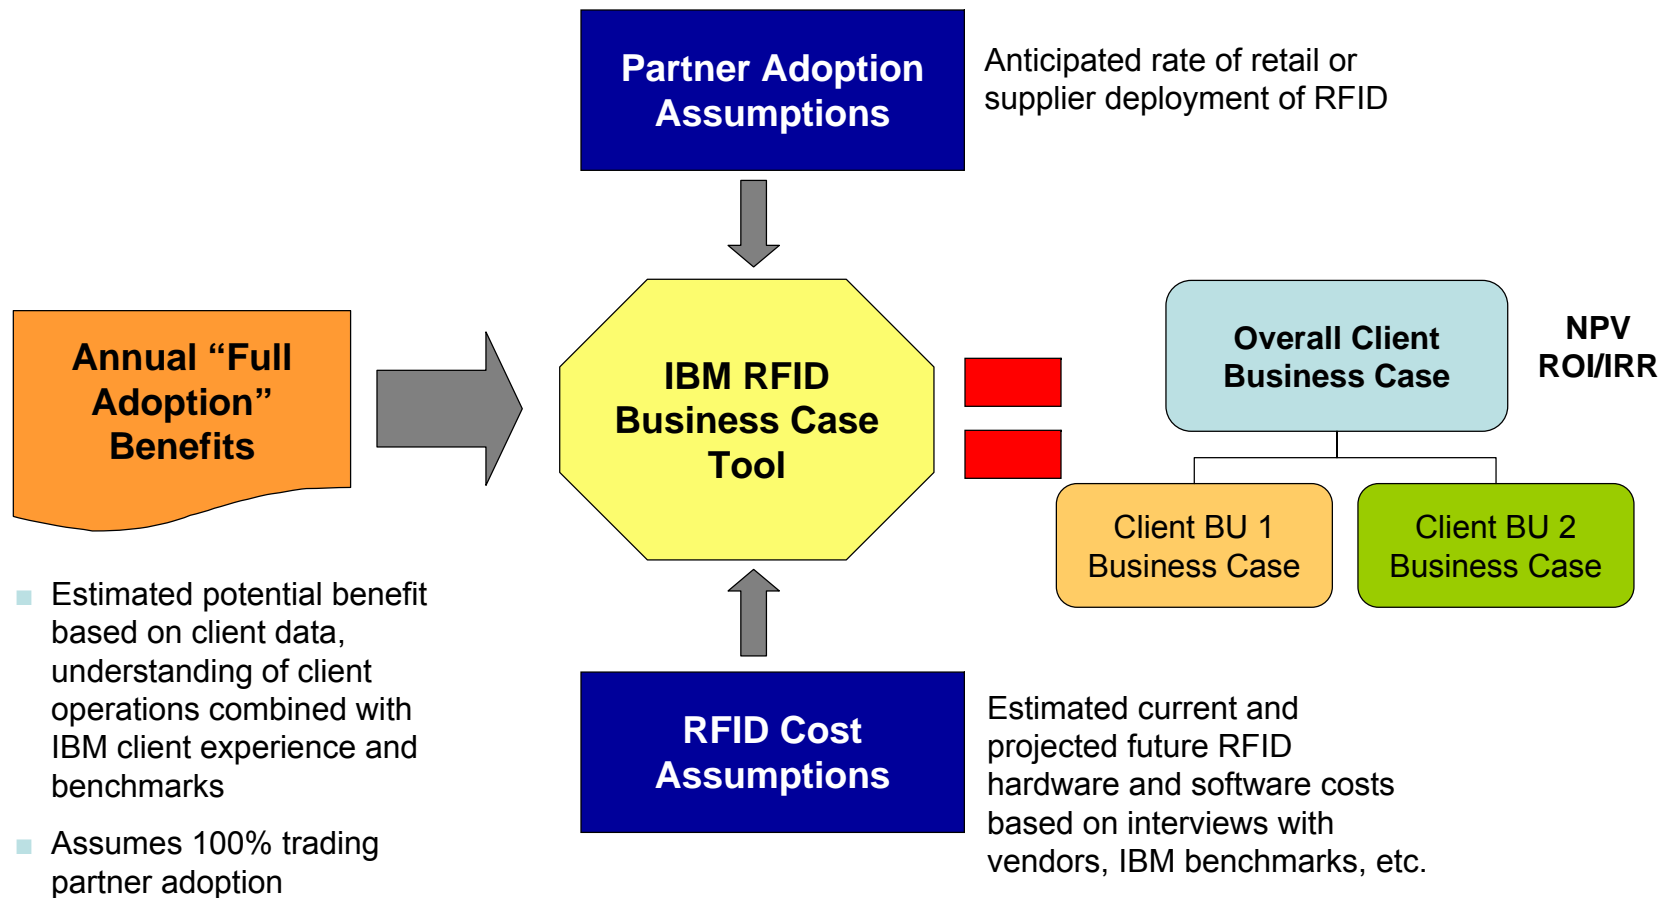 Partner Adoption
Assumptions
Anticipated rate of retail or
supplier deployment of RFID
Annual “Full
Adoption”
Benefits
IBM RFID
Business Case
Tool
Overall Client
Business Case
NPV
ROI/IRR
Client BU 1
Business Case
Client BU 2
Business Case
Estimated potential benefit
based on client data,
understanding of client
operations combined with
IBM client experience and
benchmarks
Assumes 100% trading
partner adoption
RFID Cost
Assumptions
Estimated current and
projected future RFID
hardware and software costs
based on interviews with
vendors, IBM benchmarks, etc.